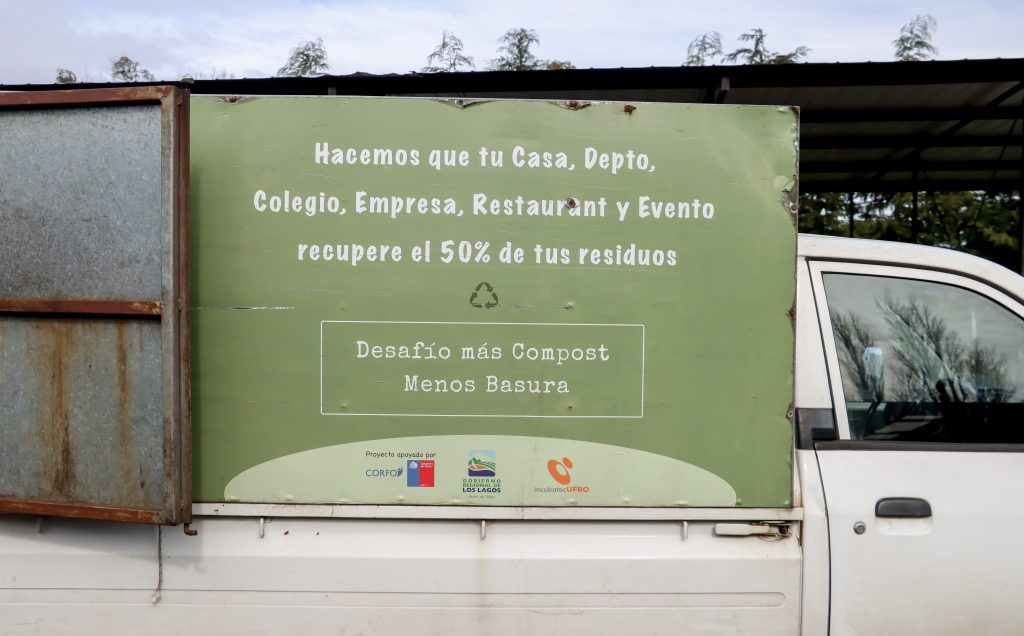 Hacemos que tu Casa, Depto,
Colegio, Empresa, Restaurant y Evento
recupere el 50% de tus residuos
Desafío más Compost
Menos Basura
Proyecto apoyado por
CORFO
GOBIERNO
REGIONAL DE
LOS LAGOS
incubatecUFRO